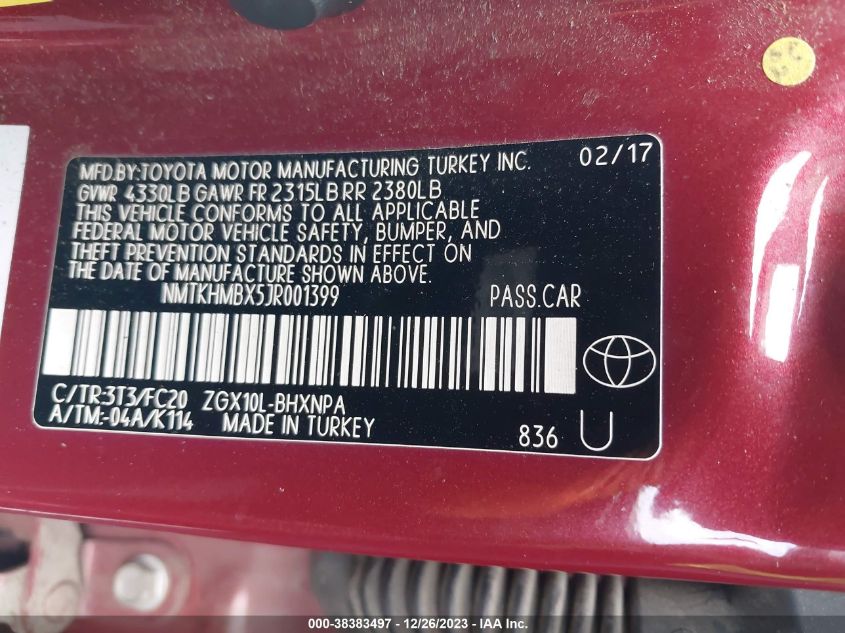 MFD.BY:TOYOTA MOTOR MANUFACTURING TURKEY INC. 02/17
GVWR 4330LB GAWR FR 2315LB RR 2380LB
THIS VEHICLE CONFORMS TO ALL APPLICABLE
FEDERAL MOTOR VEHICLE SAFETY, BUMPER, AND
THEFT PREVENTION STANDARDS IN EFFECT ON
THE DATE OF MANUFACTURE SHOWN ABOVE.
NMTKHMBX5JR001399 PASS.CAR
C/TR:3T3/FC20 ZGX10L-BHXNPA
A/TM:-04A/K114 MADE IN TURKEY
836 U
000-38383497 - 12/26/2023 - IAA Inc.